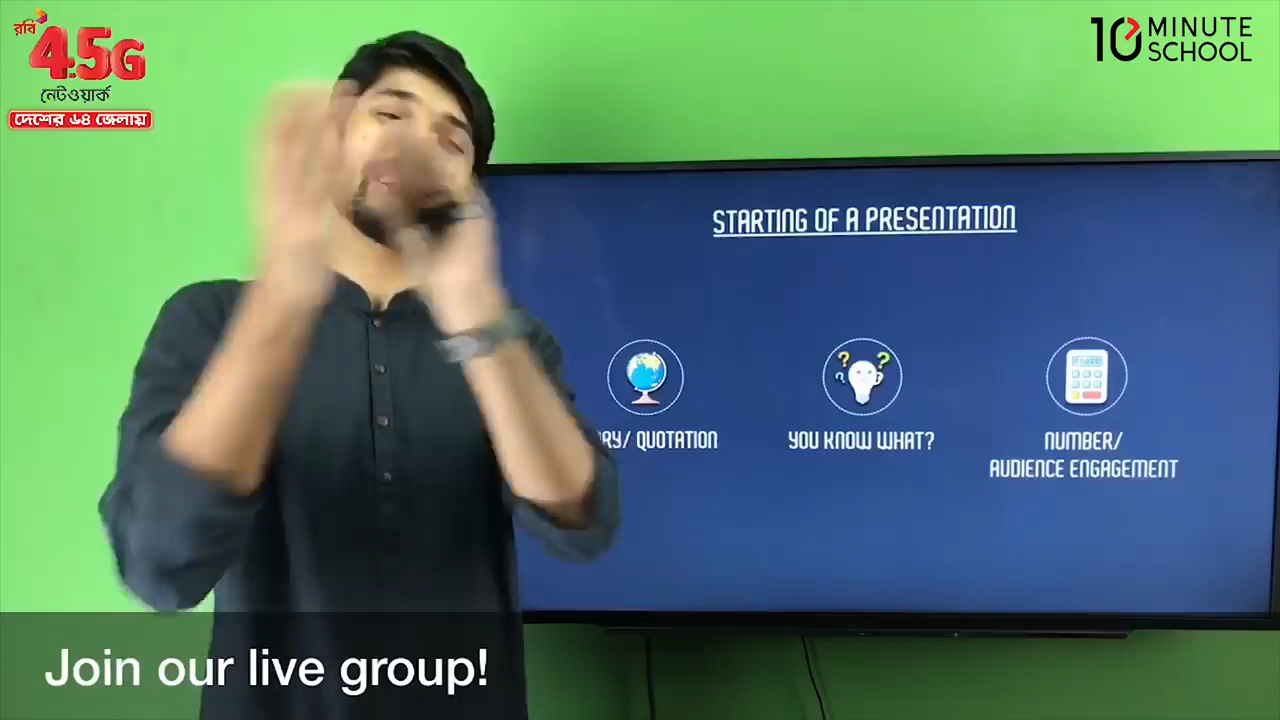 রবি
4.5G
নেটওয়ার্ক
দেশের ৬৪ জেলায়
10 MINUTE
SCHOOL
STARTING OF A PRESENTATION
RY/ QUOTATION
YOU KNOW WHAT?
NUMBER/
AUDIENCE ENGAGEMENT
Join our live group!